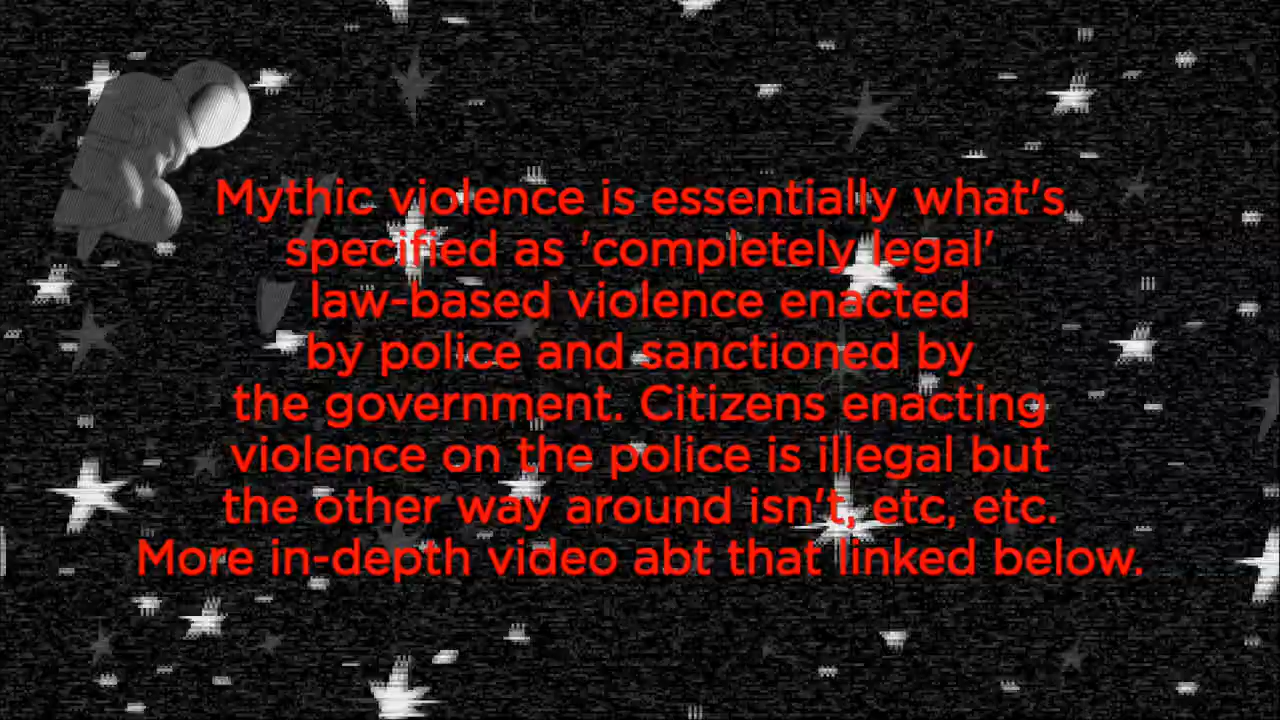 Mythic violence is essentially what's
specified as 'completely legal'
law-based violence enacted
by police and sanctioned by
the government. Citizens enacting
violence on the police is illegal but
the other way around isn't, etc, etc.
More in-depth video abt that linked below.